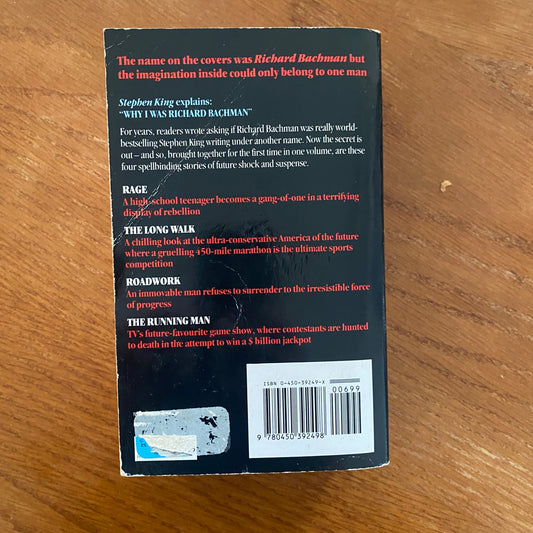 The name on the covers was Richard Bachman but
the imagination inside could only belong to one man
Stephen King explains:
“WHY I WAS RICHARD BACHMAN”
For years, readers wrote asking if Richard Bachman was really world-
bestselling Stephen King writing under another name. Now the secret is
out – and so, brought together for the first time in one volume, are these
four spellbinding stories of future shock and suspense.
RAGE
A high-school teenager becomes a gang-of-one in a terrifying
display of rebellion
THE LONG WALK
A chilling look at the ultra-conservative America of the future
where a gruelling 450-mile marathon is the ultimate sports
competition
ROADWORK
An immovable man refuses to surrender to the irresistible force
of progress
THE RUNNING MAN
TV's future-favourite game show, where contestants are hunted
to death in the attempt to win a $ billion jackpot
ISBN 0-450-39249-X
00699
9 780450 392498